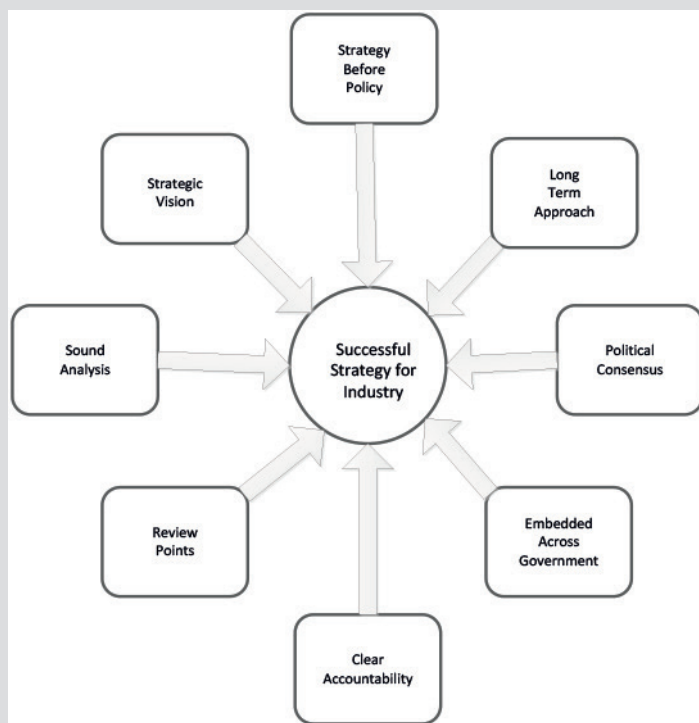 Strategy
Before
Policy
Long
Term
Approach
Political
Consensus
Embedded
Across
Government
Clear
Accountability
Review
Points
Sound
Analysis
Strategic
Vision
Successful
Strategy for
Industry